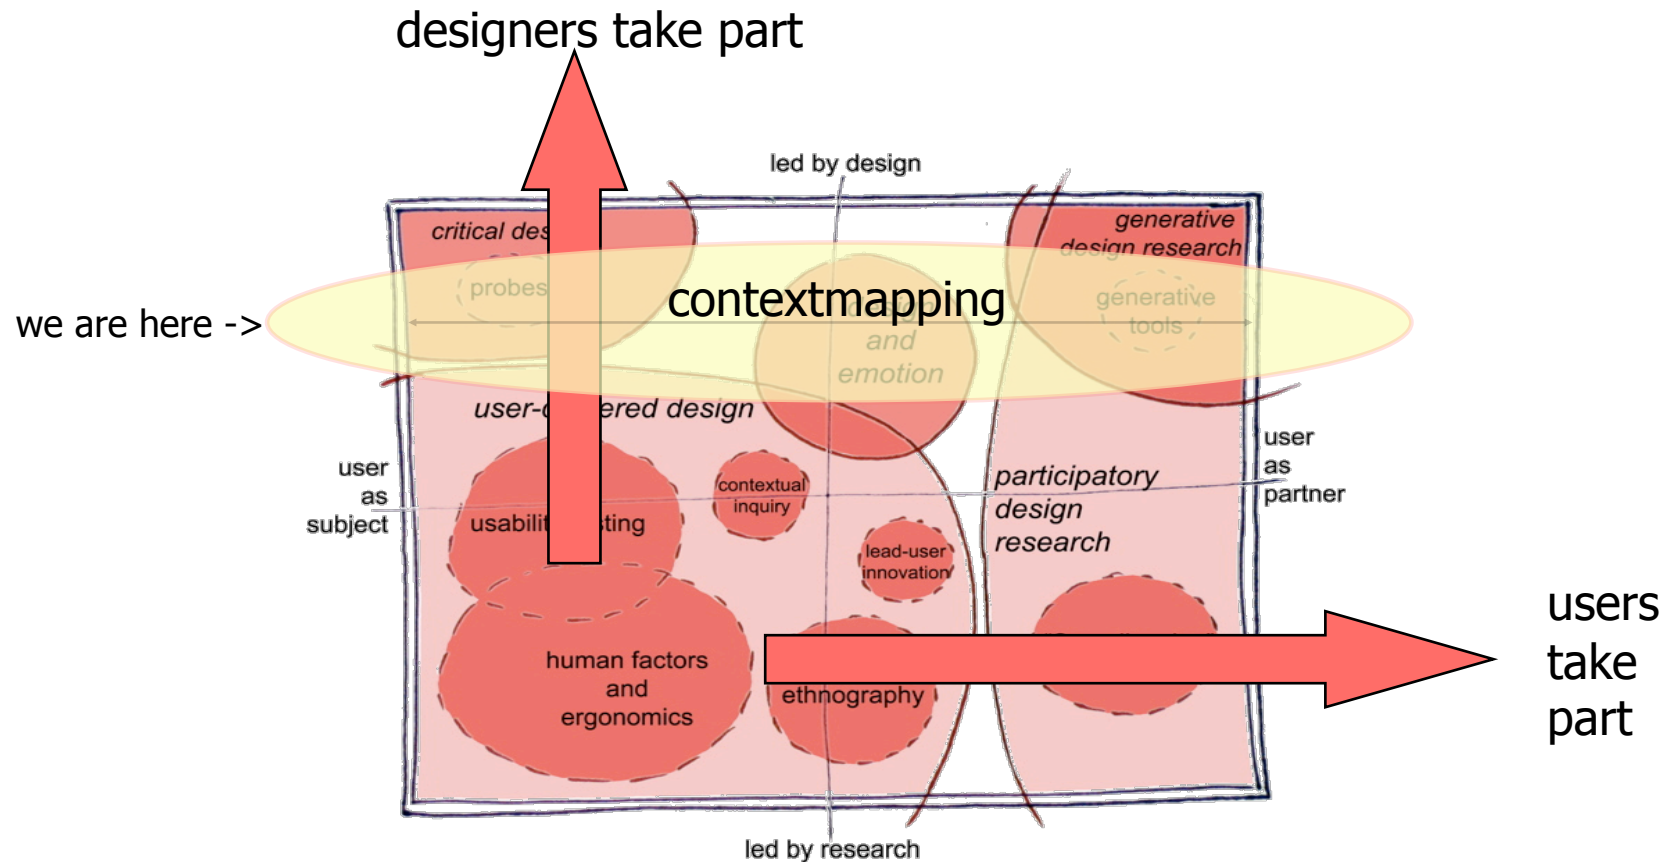 designers take part
led by design
critical des
generative
design research
probes
contextmapping
generative
tools
we are here ->
design
and
emotion
user-c ered design
user
as
subject
user
as
partner
contextual
inquiry
participatory
design
research
usabilit sting
lead-user
innovation
users
take
part
human factors
and
ergonomics
ethnography
led by research